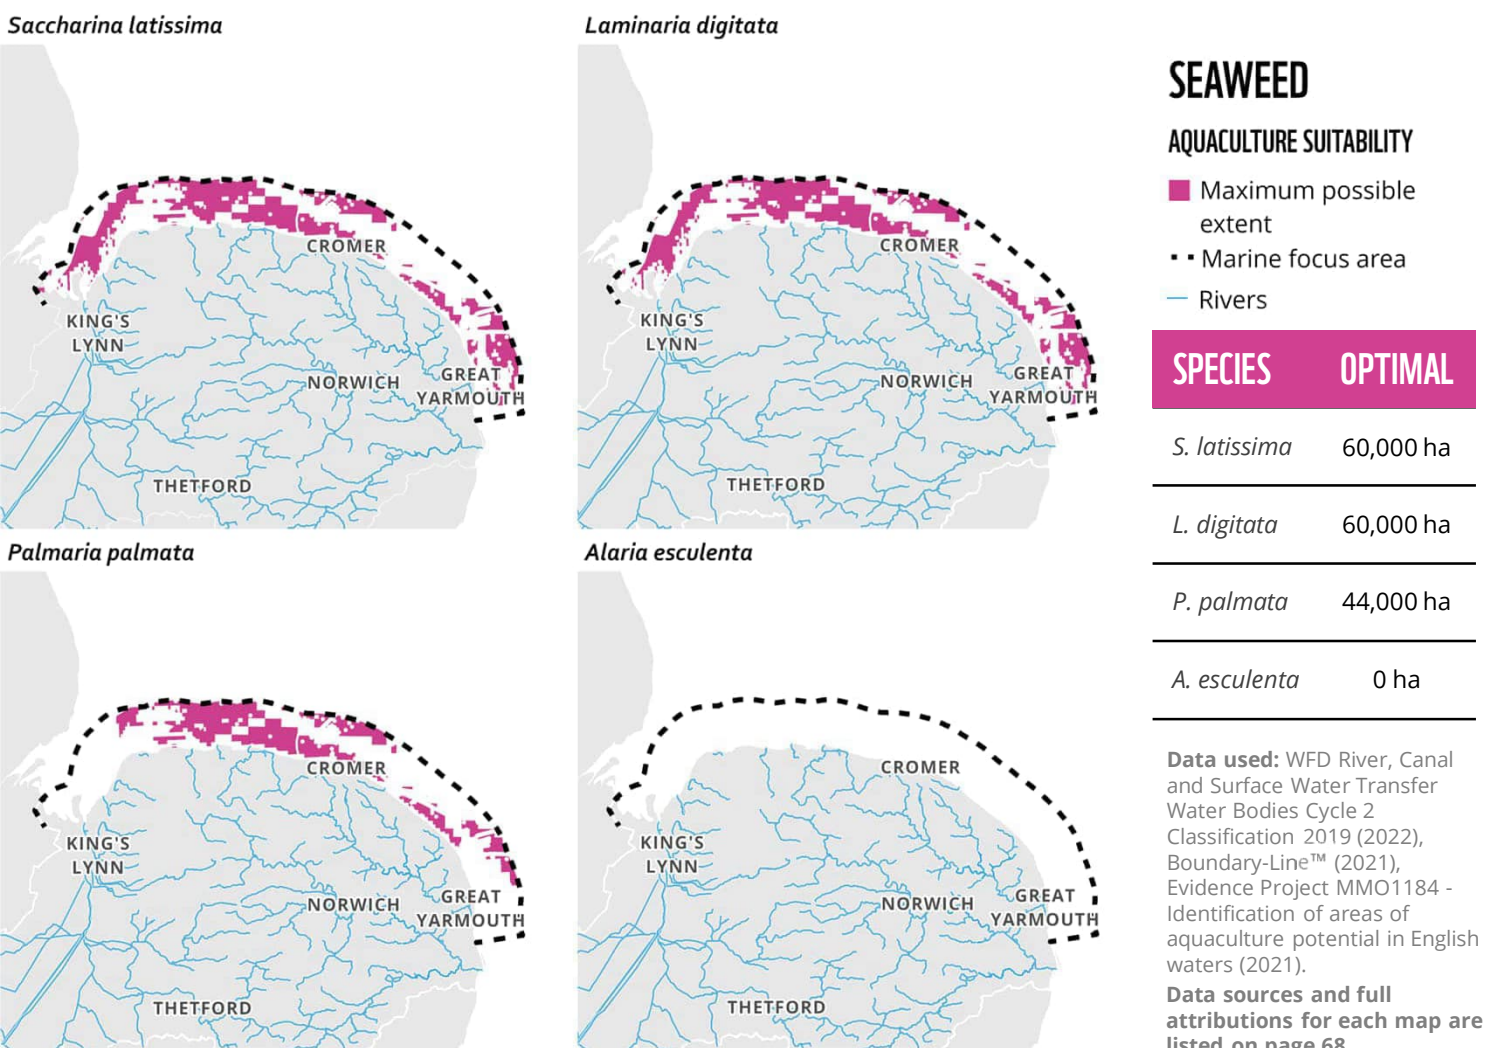 Saccharina latissima
CROMER
KING'S
LYNN
NORWICH
GREAT
YARMOUTH
THETFORD
Laminaria digitata
CROMER
KING'S
LYNN
NORWICH
GREAT
YARMOUTH
THETFORD
Palmaria palmata
CROMER
KING'S
LYNN
NORWICH
GREAT
YARMOUTH
THETFORD
Alaria esculenta
CROMER
KING'S
LYNN
NORWICH
GREAT
YARMOUTH
THETFORD
SEAWEED
AQUACULTURE SUITABILITY
Maximum possible
extent
Marine focus area
Rivers
SPECIES OPTIMAL
S. latissima 60,000 ha
L. digitata 60,000 ha
P. palmata 44,000 ha
A. esculenta 0 ha
Data used: WFD River, Canal
and Surface Water Transfer
Water Bodies Cycle 2
Classification 2019 (2022),
Boundary-Line™ (2021),
Evidence Project MMO1184 -
Identification of areas of
aquaculture potential in English
waters (2021).
Data sources and full
attributions for each map are
listed on page 68